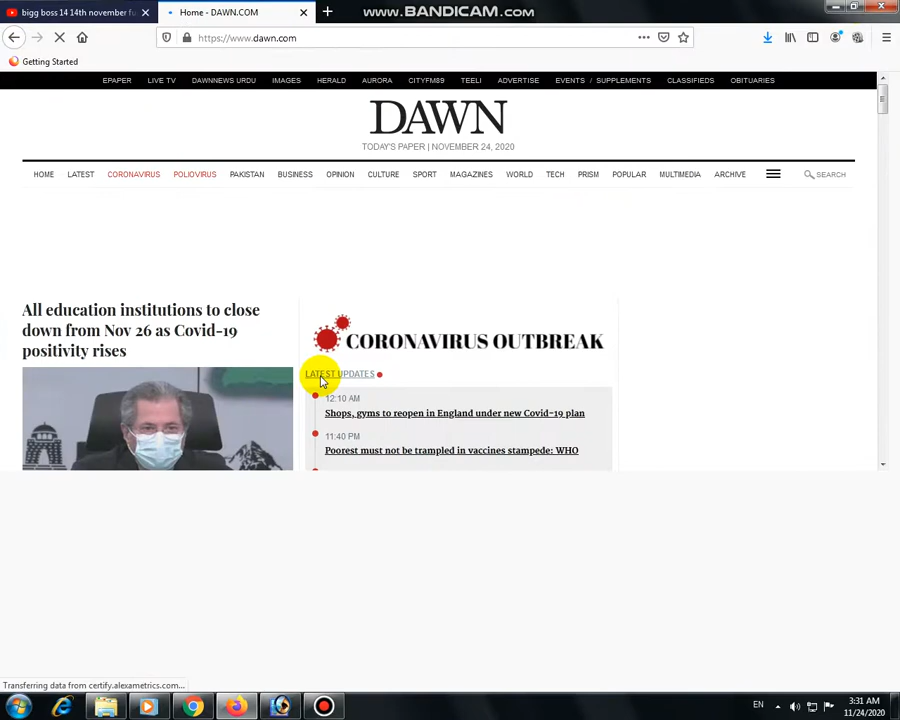 bigg boss 14 14th november fu
Home - DAWN.COM
WWW.BANDICAM.COM
https://www.dawn.com
Getting Started
EPAPER LIVE TV DAWNNEWS URDU IMAGES HERALD AURORA CITYFM89 TEELI ADVERTISE EVENTS / SUPPLEMENTS CLASSIFIEDS OBITUARIES
DAWN
TODAY'S PAPER | NOVEMBER 24, 2020
HOME LATEST CORONAVIRUS POLIOVIRUS PAKISTAN BUSINESS OPINION CULTURE SPORT MAGAZINES WORLD TECH PRISM POPULAR MULTIMEDIA ARCHIVE SEARCH
All education institutions to close
down from Nov 26 as Covid-19
positivity rises
CORONAVIRUS OUTBREAK
LATEST UPDATES
12:10 AM
Shops, gyms to reopen in England under new Covid-19 plan
11:40 PM
Poorest must not be trampled in vaccines stampede: WHO
Transferring data from certify.alexametrics.com...
EN
3:31 AM
11/24/2020